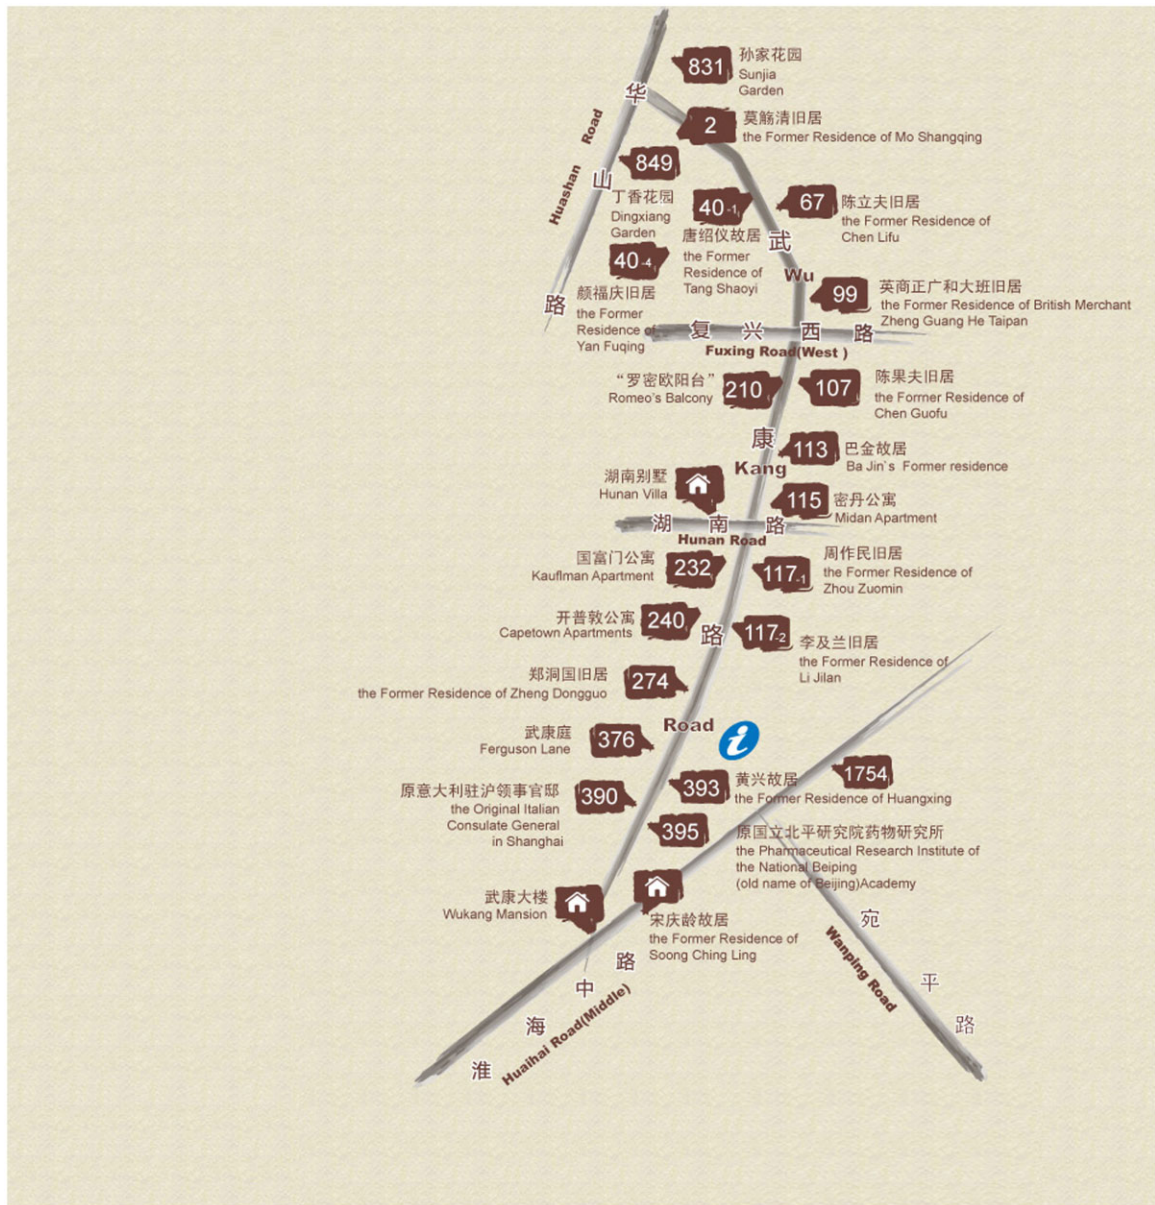 831
孙家花园
Sunjia
Garden
华
山
路
Huashan Road
2
莫觞清旧居
the Former Residence of Mo Shangqing
849
丁香花园
Dingxiang
Garden
40-1
唐绍仪故居
the Former
Residence of
Tang Shaoyi
67
陈立夫旧居
the Former Residence of
Chen Lifu
40-4
颜福庆旧居
the Former
Residence of
Yan Fuqing
武
Wu
99
英商正广和大班旧居
the Former Residence of British Merchant
Zheng Guang He Taipan
复 兴 西 路
Fuxing Road(West )
“罗密欧阳台”
Romeo's Balcony
210
107
陈果夫旧居
the Former Residence of
Chen Guofu
康
Kang
113
巴金故居
Ba Jin`s Former residence
湖南别墅
Hunan Villa
115
密丹公寓
Midan Apartment
湖 南 路
Hunan Road
国富门公寓
Kauflman Apartment
232
117-1
周作民旧居
the Former Residence of
Zhou Zuomin
开普敦公寓
Capetown Apartments
240
路
117-2
李及兰旧居
the Former Residence of
Li Jilan
郑洞国旧居
the Former Residence of Zheng Dongguo
274
Road
i
武康庭
Ferguson Lane
376
1754
原意大利驻沪领事官邸
the Original Italian
Consulate General
in Shanghai
390
393
黄兴故居
the Former Residence of Huangxing
395
原国立北平研究院药物研究所
the Pharmaceutical Research Institute of
the National Beiping
(old name of Beijing)Academy
武康大楼
Wukang Mansion
宋庆龄故居
the Former Residence of
Soong Ching Ling
宛
平
路
Wanping Road
淮
海
中
路
Huaihai Road(Middle)